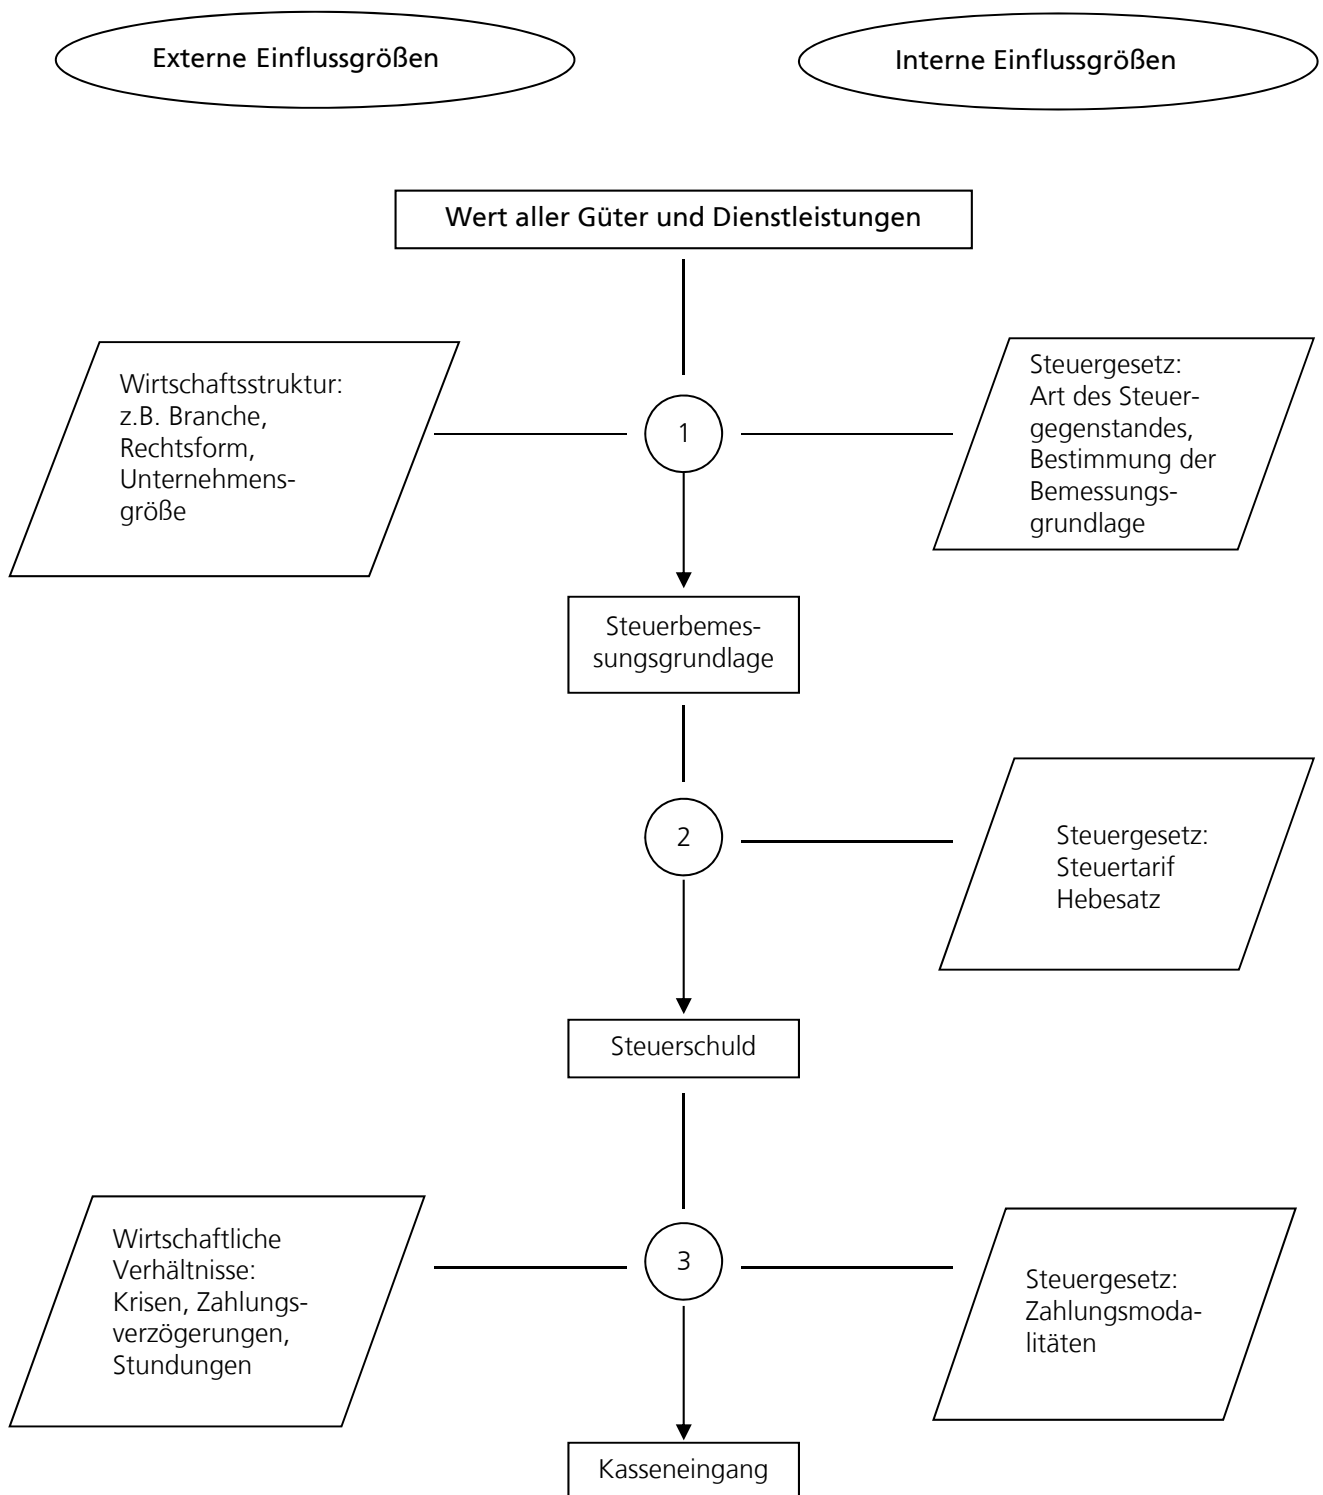 Externe Einflussgrößen
Interne Einflussgrößen
Wert aller Güter und Dienstleistungen
Wirtschaftsstruktur:
z.B. Branche,
Rechtsform,
Unternehmens-
größe
1
Steuergesetz:
Art des Steuer-
gegenstandes,
Bestimmung der
Bemessungs-
grundlage
Steuerbemes-
sungsgrundlage
2
Steuergesetz:
Steuertarif
Hebesatz
Steuerschuld
Wirtschaftliche
Verhältnisse:
Krisen, Zahlungs-
verzögerungen,
Stundungen
3
Steuergesetz:
Zahlungsmoda-
litäten
Kasseneingang